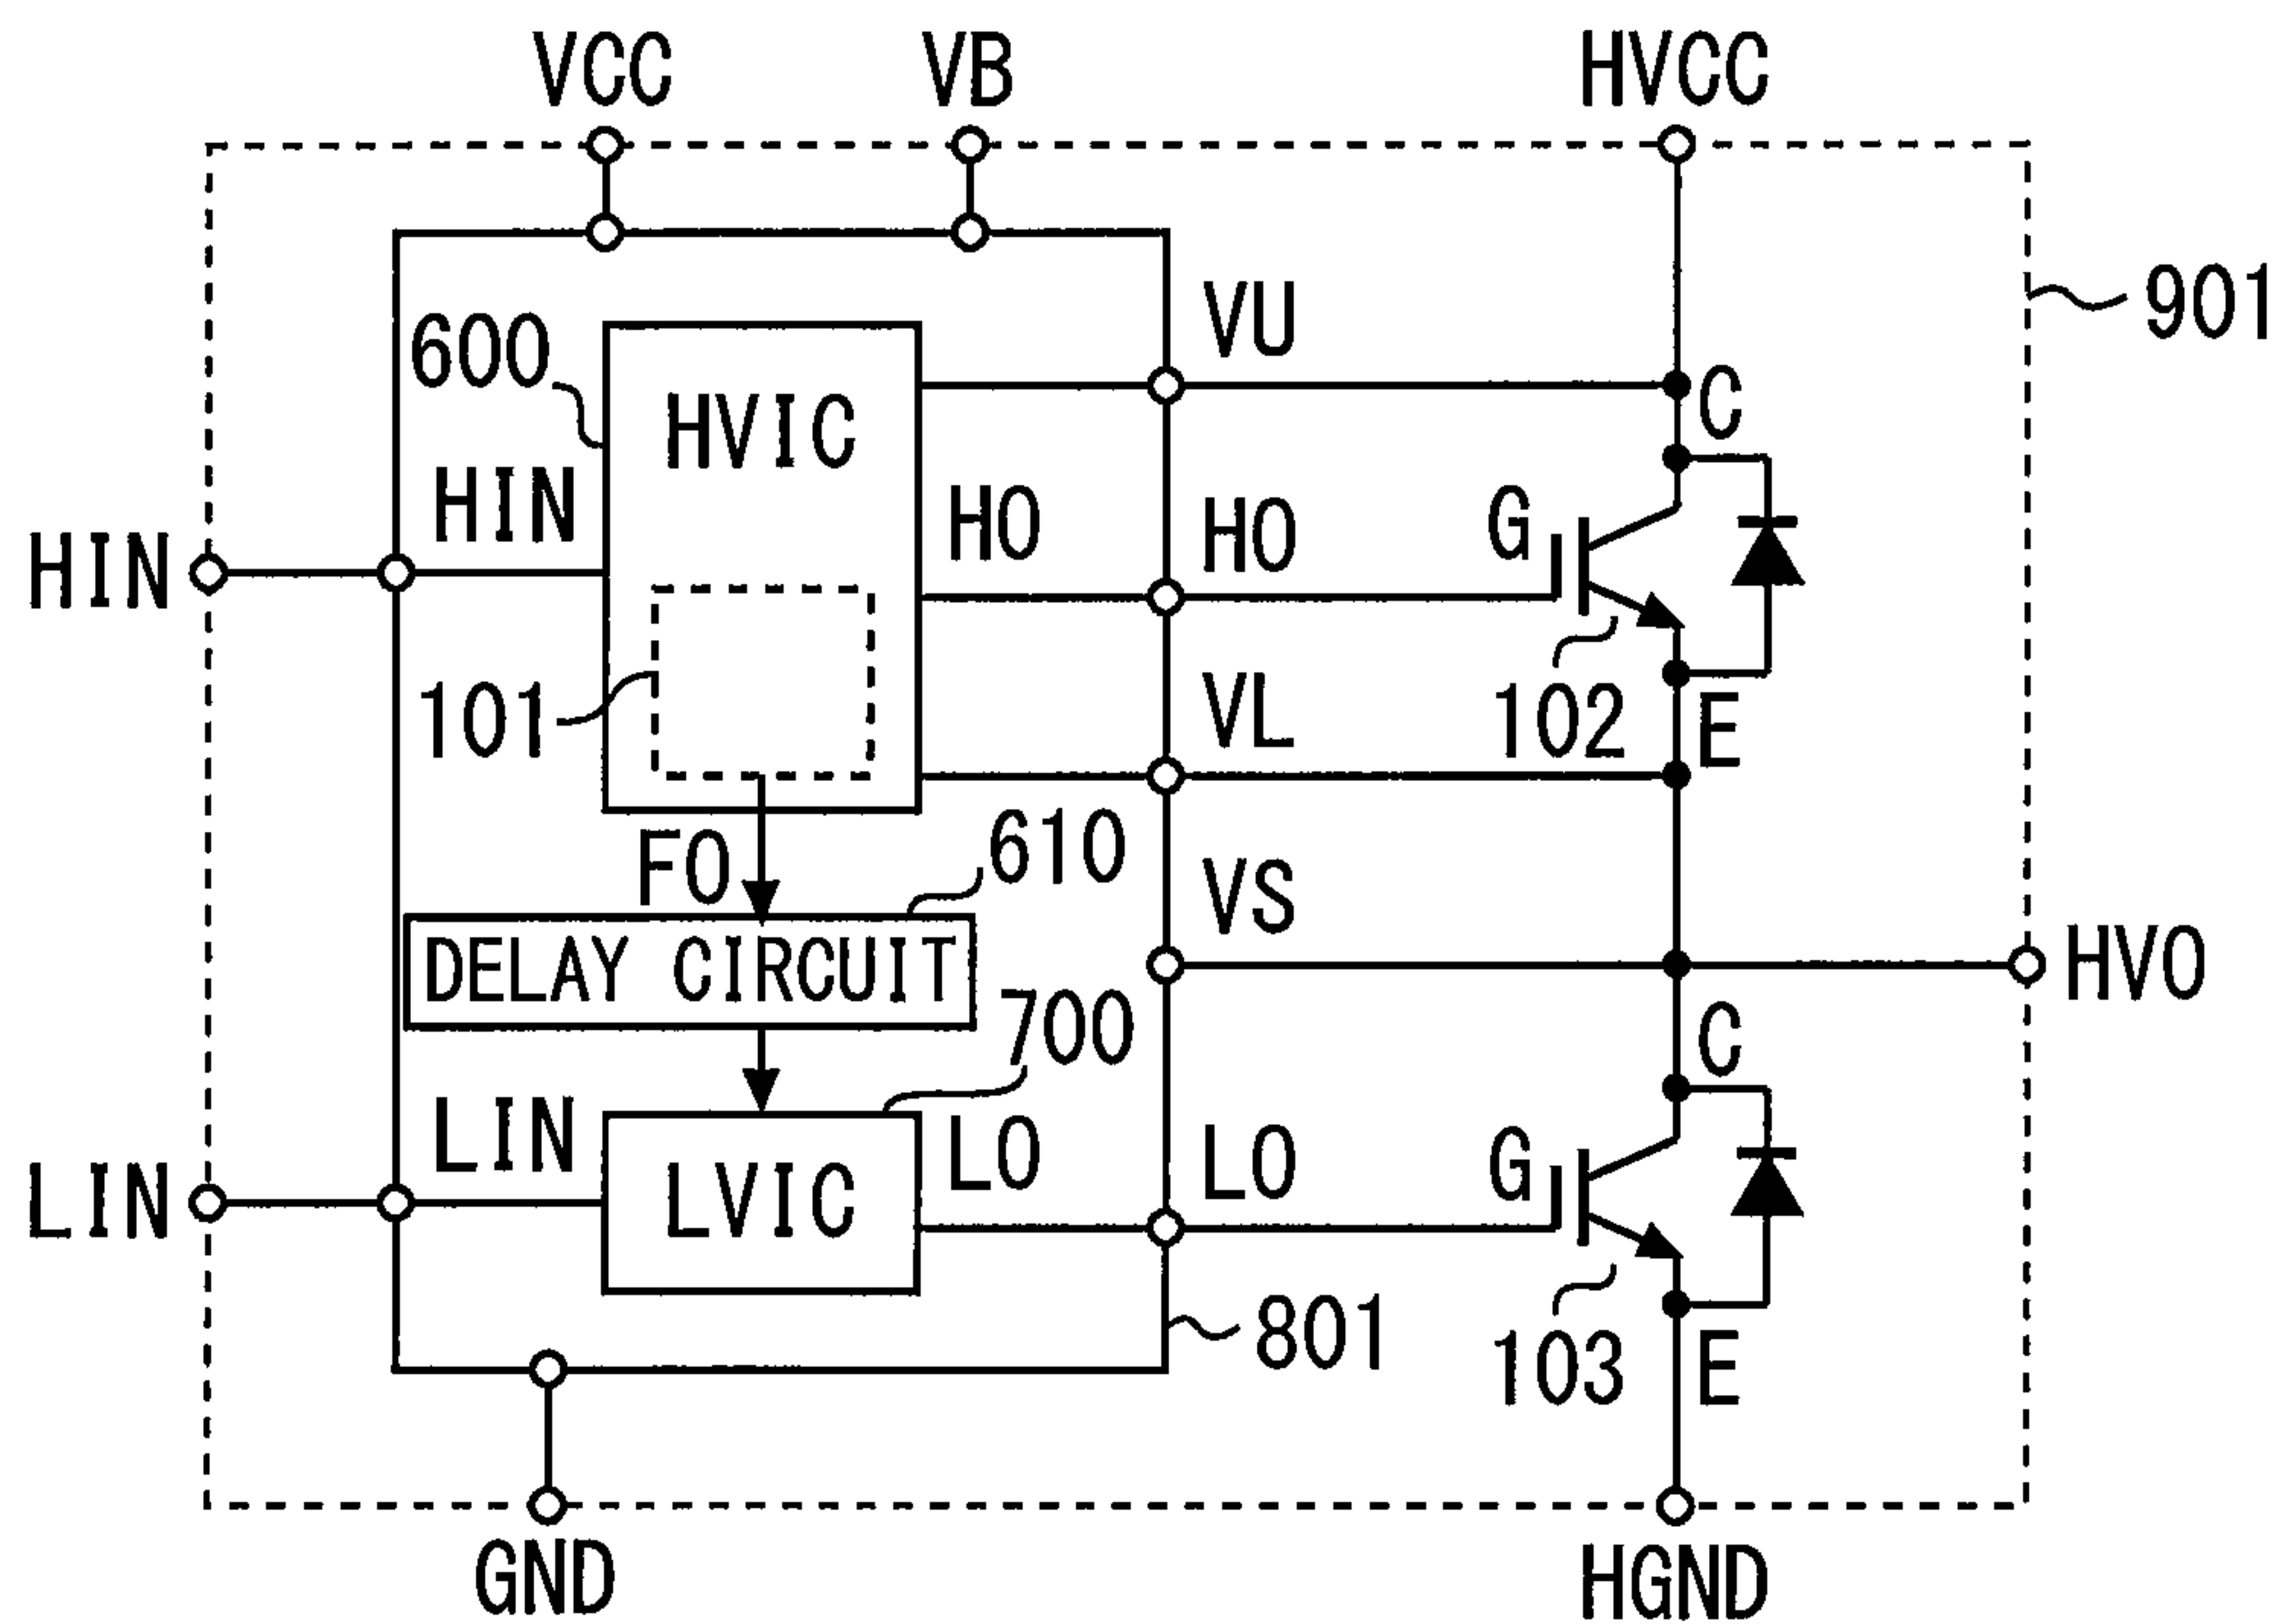 VCC
VB
HVCC
901
VU
600
HVIC
C
HIN
HO
HO
G
HIN
101
VL
102
E
FO
610
VS
DELAY CIRCUIT
HVO
700
C
LIN
LO
LO
G
LIN
LVIC
801
103
E
GND
HGND